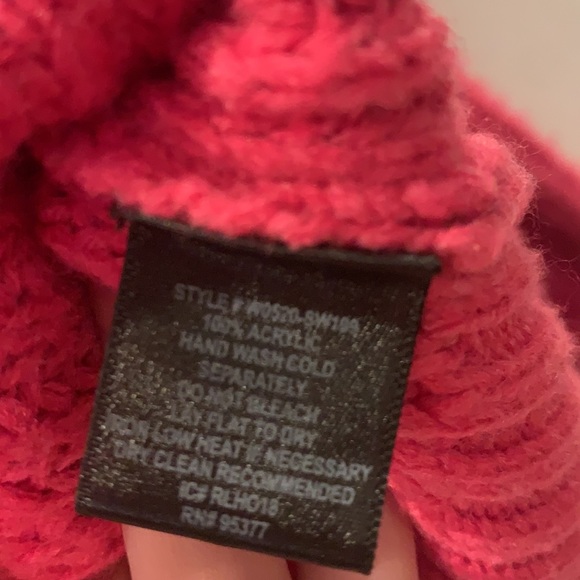 STYLE # W0520-SW195
100% ACRYLIC
HAND WASH COLD
SEPARATELY
DO NOT BLEACH
LAY FLAT TO DRY
IRON LOW HEAT IF NECESSARY
DRY CLEAN RECOMMENDED
IC# RLHO18
RN# 95377